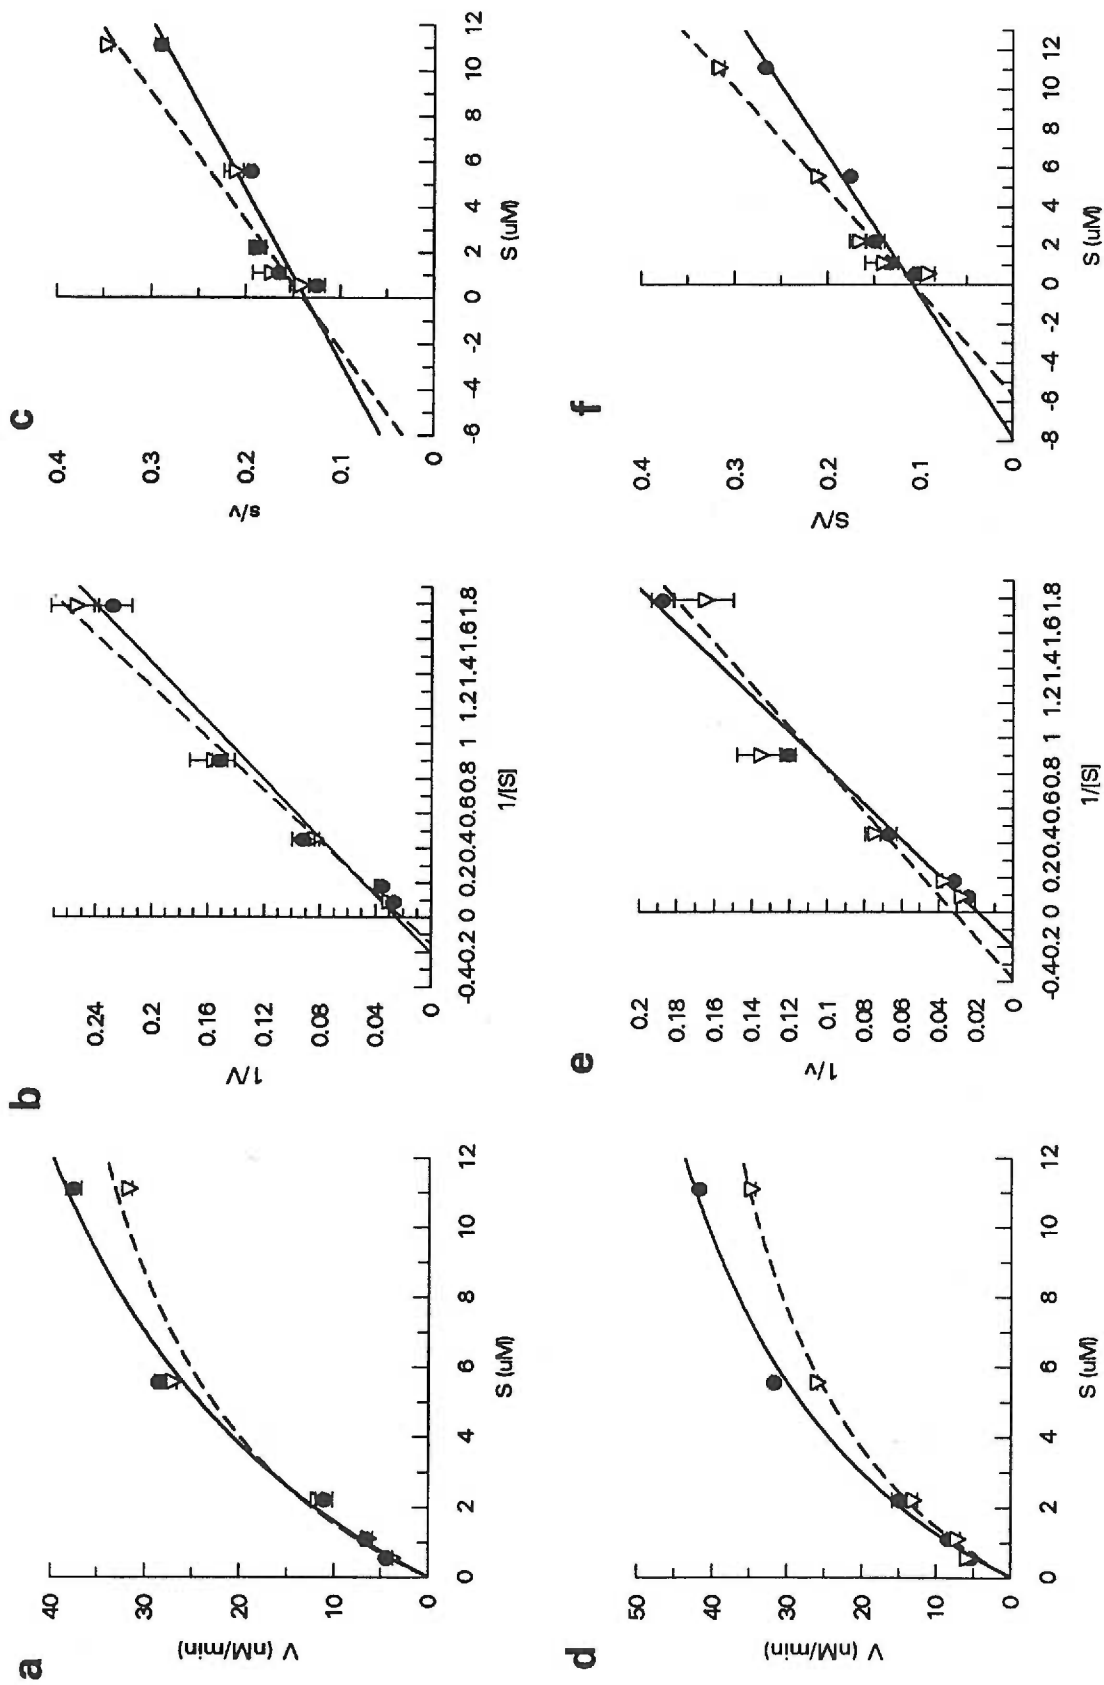 a
V (nM/min)
40
30
20
10
0
0 2 4 6 8 10 12
S (uM)
b
1/V
0.24
0.2
0.16
0.12
0.08
0.04
0
-0.4-0.2 0 0.20.40.60.8 1 1.21.41.61.8
1/[S]
c
s/v
0.4
0.3
0.2
0.1
0
-6 -4 -2 0 2 4 6 8 10 12
S (uM)
d
V (nM/min)
50
40
30
20
10
0
0 2 4 6 8 10 12
S (uM)
e
1/v
0.2
0.18
0.16
0.14
0.12
0.1
0.08
0.06
0.04
0.02
0
-0.4-0.2 0 0.20.40.60.8 1 1.21.41.61.8
1/[S]
f
S/V
0.4
0.3
0.2
0.1
0
-8 -6 -4 -2 0 2 4 6 8 10 12
S (uM)